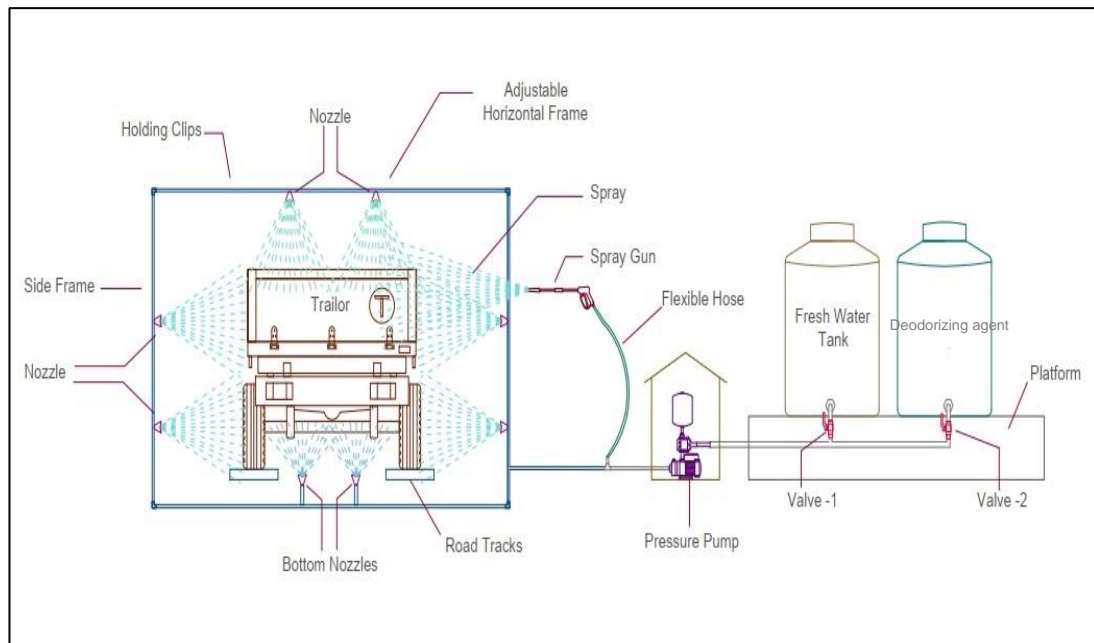 Adjustable
Horizontal Frame
Nozzle
Holding Clips
Spray
Spray Gun
Side Frame
Flexible Hose
Trailor
T
Fresh Water
Tank
Deodorizing agent
Nozzle
Platform
Valve -1
Valve -2
Road Tracks
Pressure Pump
Bottom Nozzles